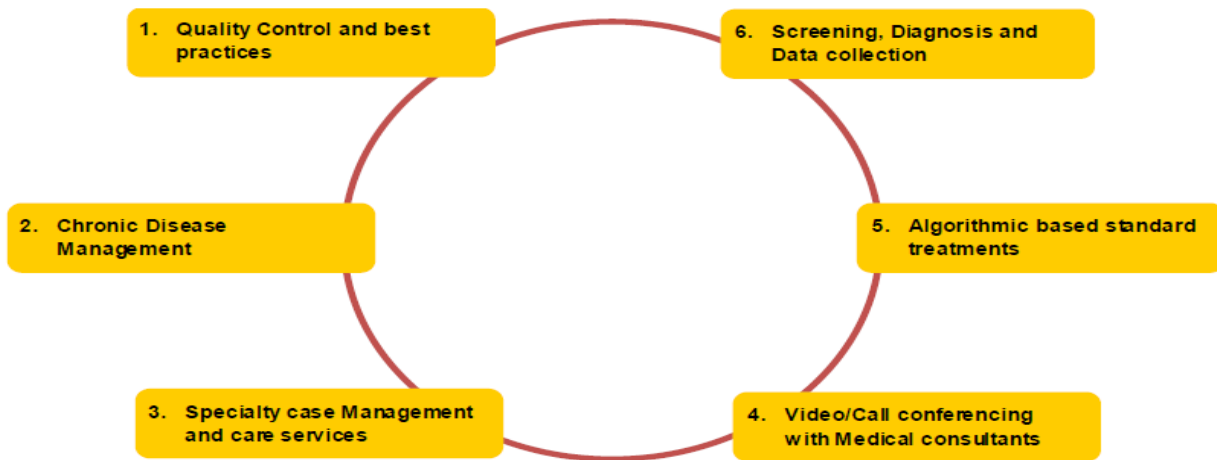 1. Quality Control and best
practices
2. Chronic Disease
Management
3. Specialty case Management
and care services
4. Video/Call conferencing
with Medical consultants
5. Algorithmic based standard
treatments
6. Screening, Diagnosis and
Data collection